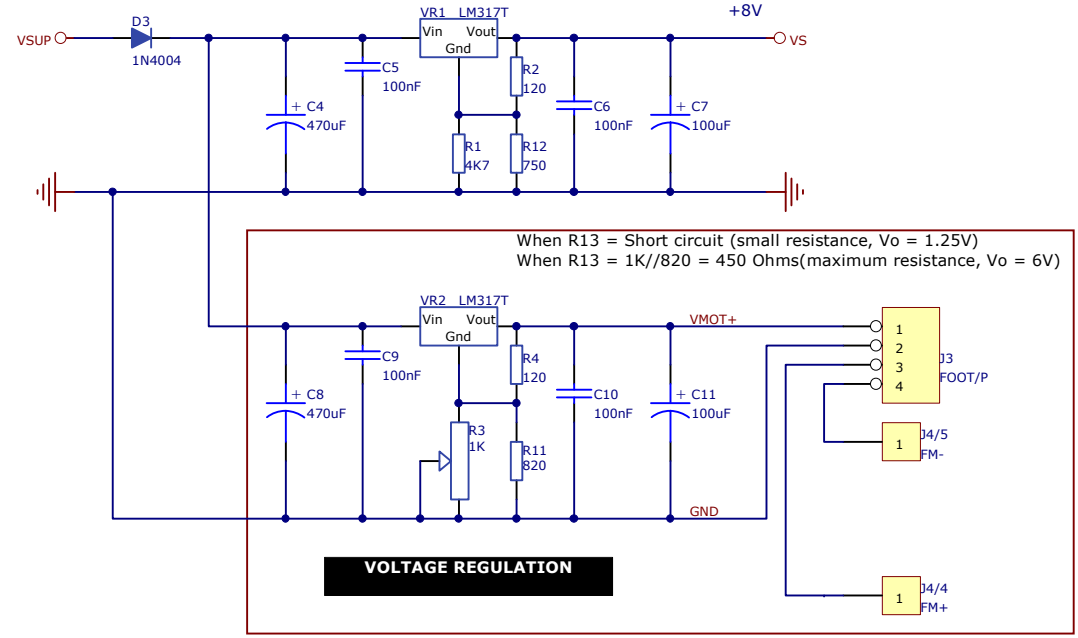 +8V
VR1 LM317T
D3
VSUP
1N4004
Vin Vout
Gnd
VS
C5
100nF
R2
120
+ C4
470uF
C6
100nF
+ C7
100uF
R1
4K7
R12
750
When R13 = Short circuit (small resistance, Vo = 1.25V)
When R13 = 1K//820 = 450 Ohms(maximum resistance, Vo = 6V)
VR2 LM317T
Vin Vout
Gnd
VMOT+
1
2
3
4
J3
FOOT/P
C9
100nF
R4
120
+ C8
470uF
C10
100nF
+ C11
100uF
R3
1K
R11
820
1
J4/5
FM-
GND
VOLTAGE REGULATION
1
J4/4
FM+